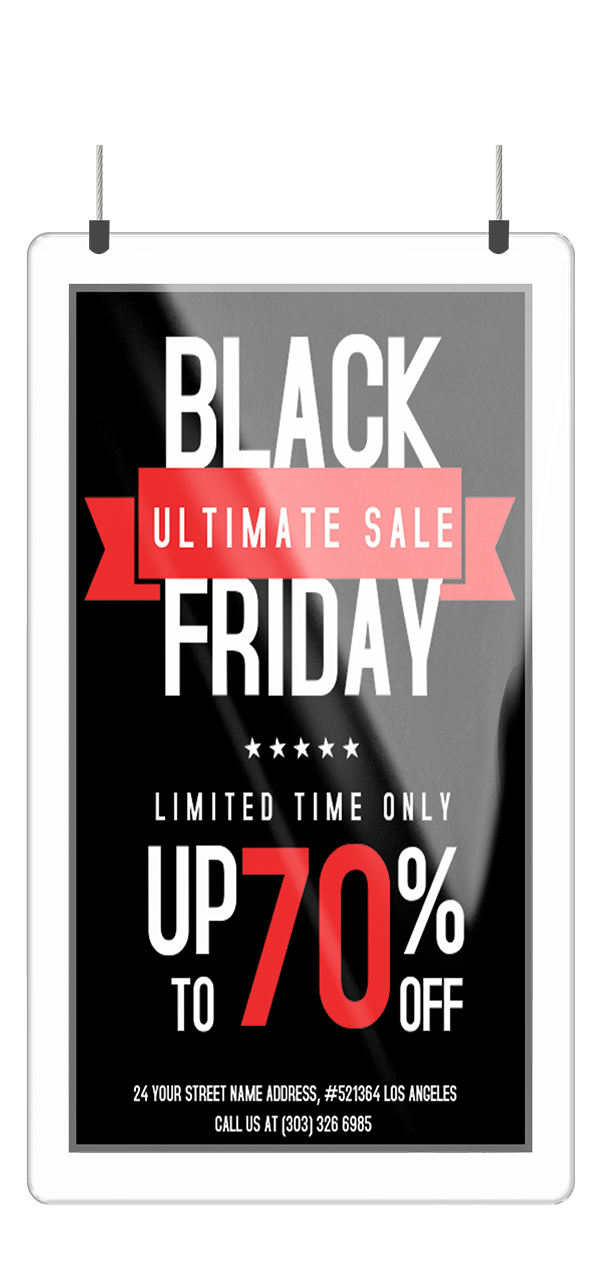 BLACK
ULTIMATE SALE
FRIDAY
★★★★★
LIMITED TIME ONLY
UP TO 70% OFF
24 YOUR STREET NAME ADDRESS, #521364 LOS ANGELES
CALL US AT (303) 326 6985